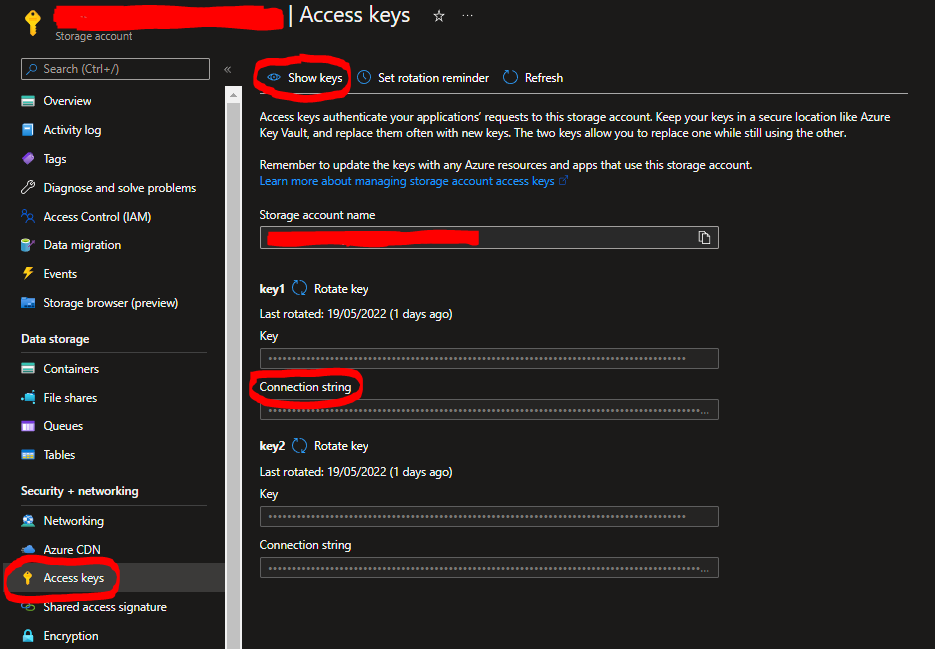 | Access keys
Storage account
Search (Ctrl+/)
«
Overview
Activity log
Tags
Diagnose and solve problems
Access Control (IAM)
Data migration
Events
Storage browser (preview)
Data storage
Containers
File shares
Queues
Tables
Security + networking
Networking
Azure CDN
Access keys
Shared access signature
Encryption
Show keys Set rotation reminder Refresh
Access keys authenticate your applications' requests to this storage account. Keep your keys in a secure location like Azure
Key Vault, and replace them often with new keys. The two keys allow you to replace one while still using the other.
Remember to update the keys with any Azure resources and apps that use this storage account.
Learn more about managing storage account access keys
Storage account name
key1 Rotate key
Last rotated: 19/05/2022 (1 days ago)
Key
Connection string
key2 Rotate key
Last rotated: 19/05/2022 (1 days ago)
Key
Connection string